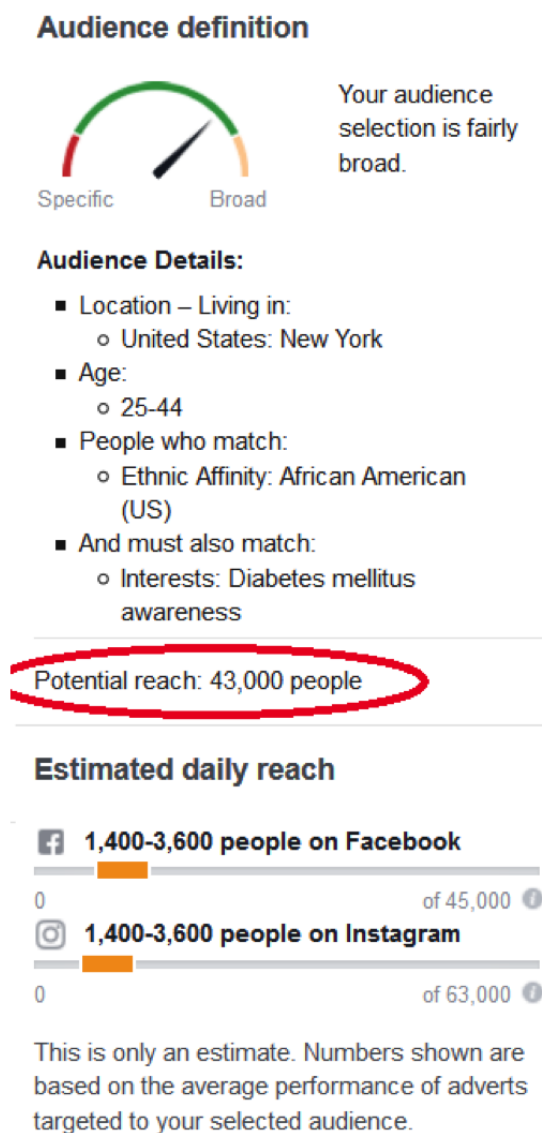 Audience definition
Your audience
selection is fairly
broad.
Specific Broad
Audience Details:
▪ Location – Living in:
o United States: New York
▪ Age:
o 25-44
▪ People who match:
o Ethnic Affinity: African American
(US)
▪ And must also match:
o Interests: Diabetes mellitus
awareness
Potential reach: 43,000 people
Estimated daily reach
1,400-3,600 people on Facebook
0 of 45,000
1,400-3,600 people on Instagram
0 of 63,000
This is only an estimate. Numbers shown are
based on the average performance of adverts
targeted to your selected audience.